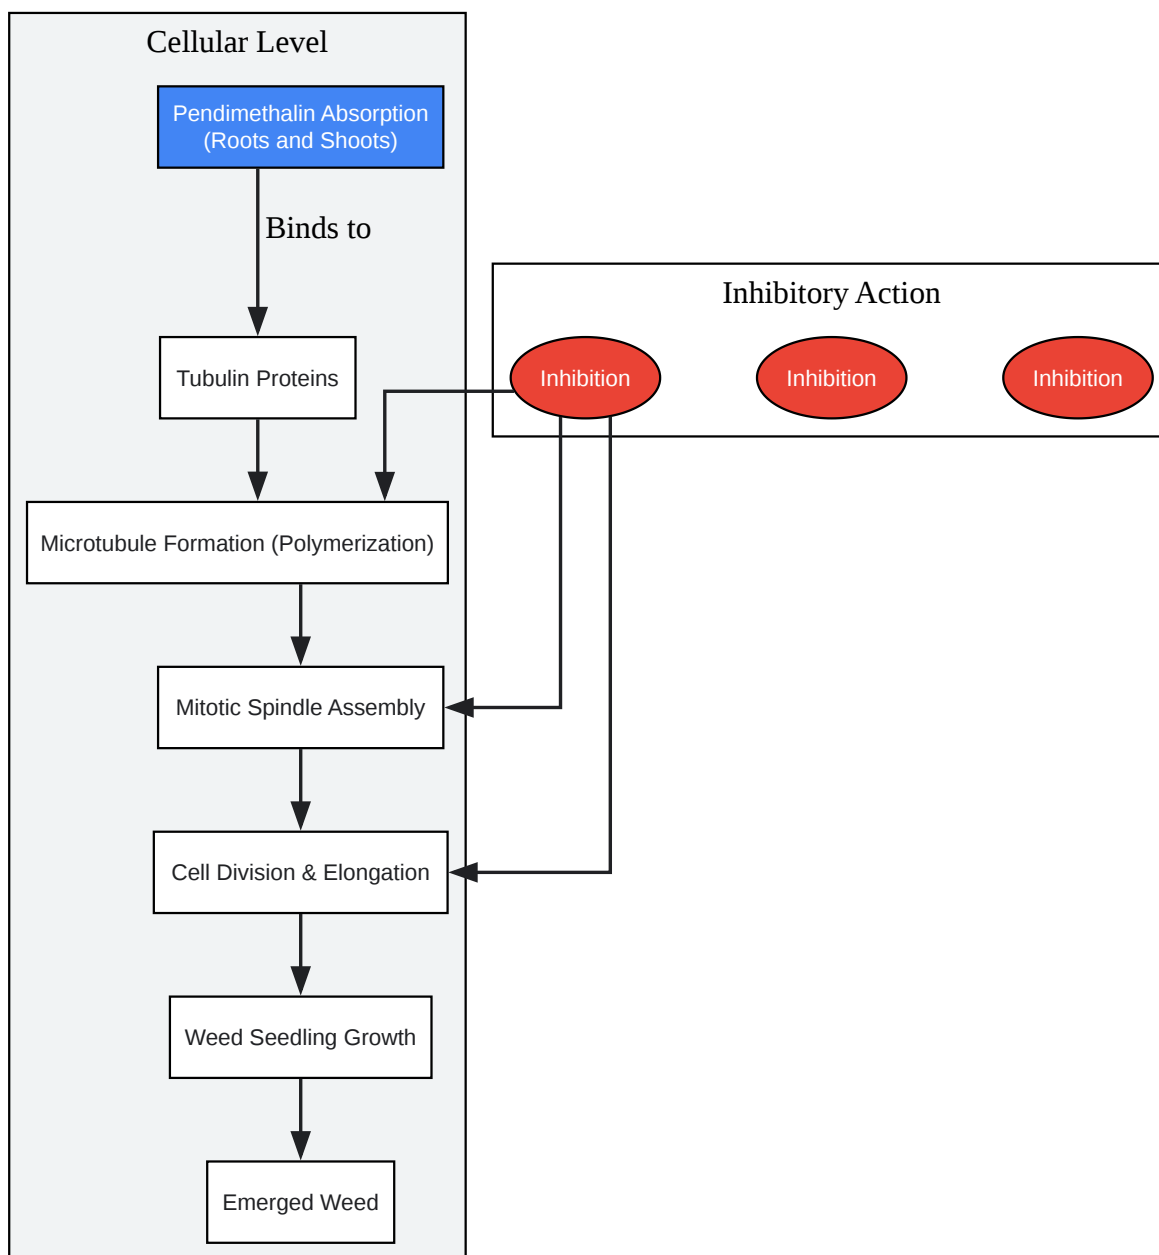 Cellular Level
Pendimethalin Absorption
(Roots and Shoots)
Binds to
Inhibitory Action
Tubulin Proteins
Inhibition
Inhibition
Inhibition
Microtubule Formation (Polymerization)
Mitotic Spindle Assembly
Cell Division & Elongation
Weed Seedling Growth
Emerged Weed